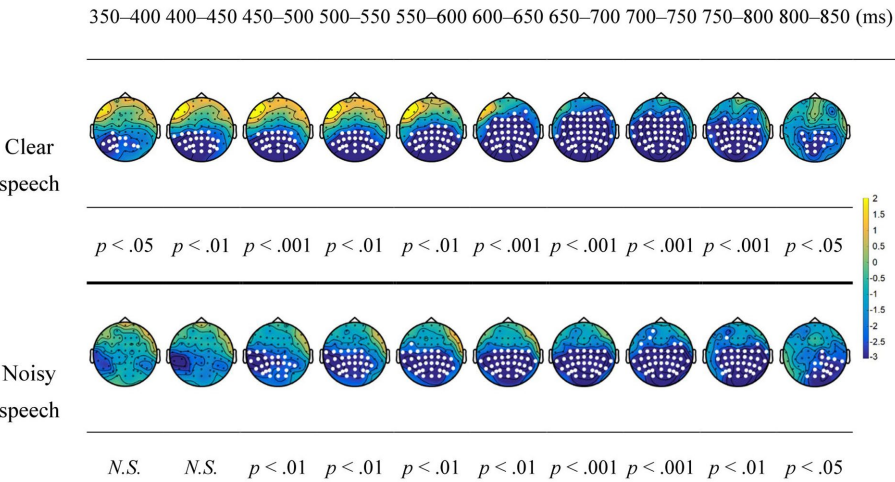 350–400 400–450 450–500 500–550 550–600 600–650 650–700 700–750 750–800 800–850 (ms)
Clear
speech
p < .05 p < .01 p < .001 p < .01 p < .01 p < .001 p < .001 p < .001 p < .001 p < .05
2
1.5
1
0.5
0
-0.5
-1
-1.5
-2
-2.5
-3
Noisy
speech
N.S. N.S. p < .01 p < .01 p < .01 p < .01 p < .001 p < .001 p < .01 p < .05